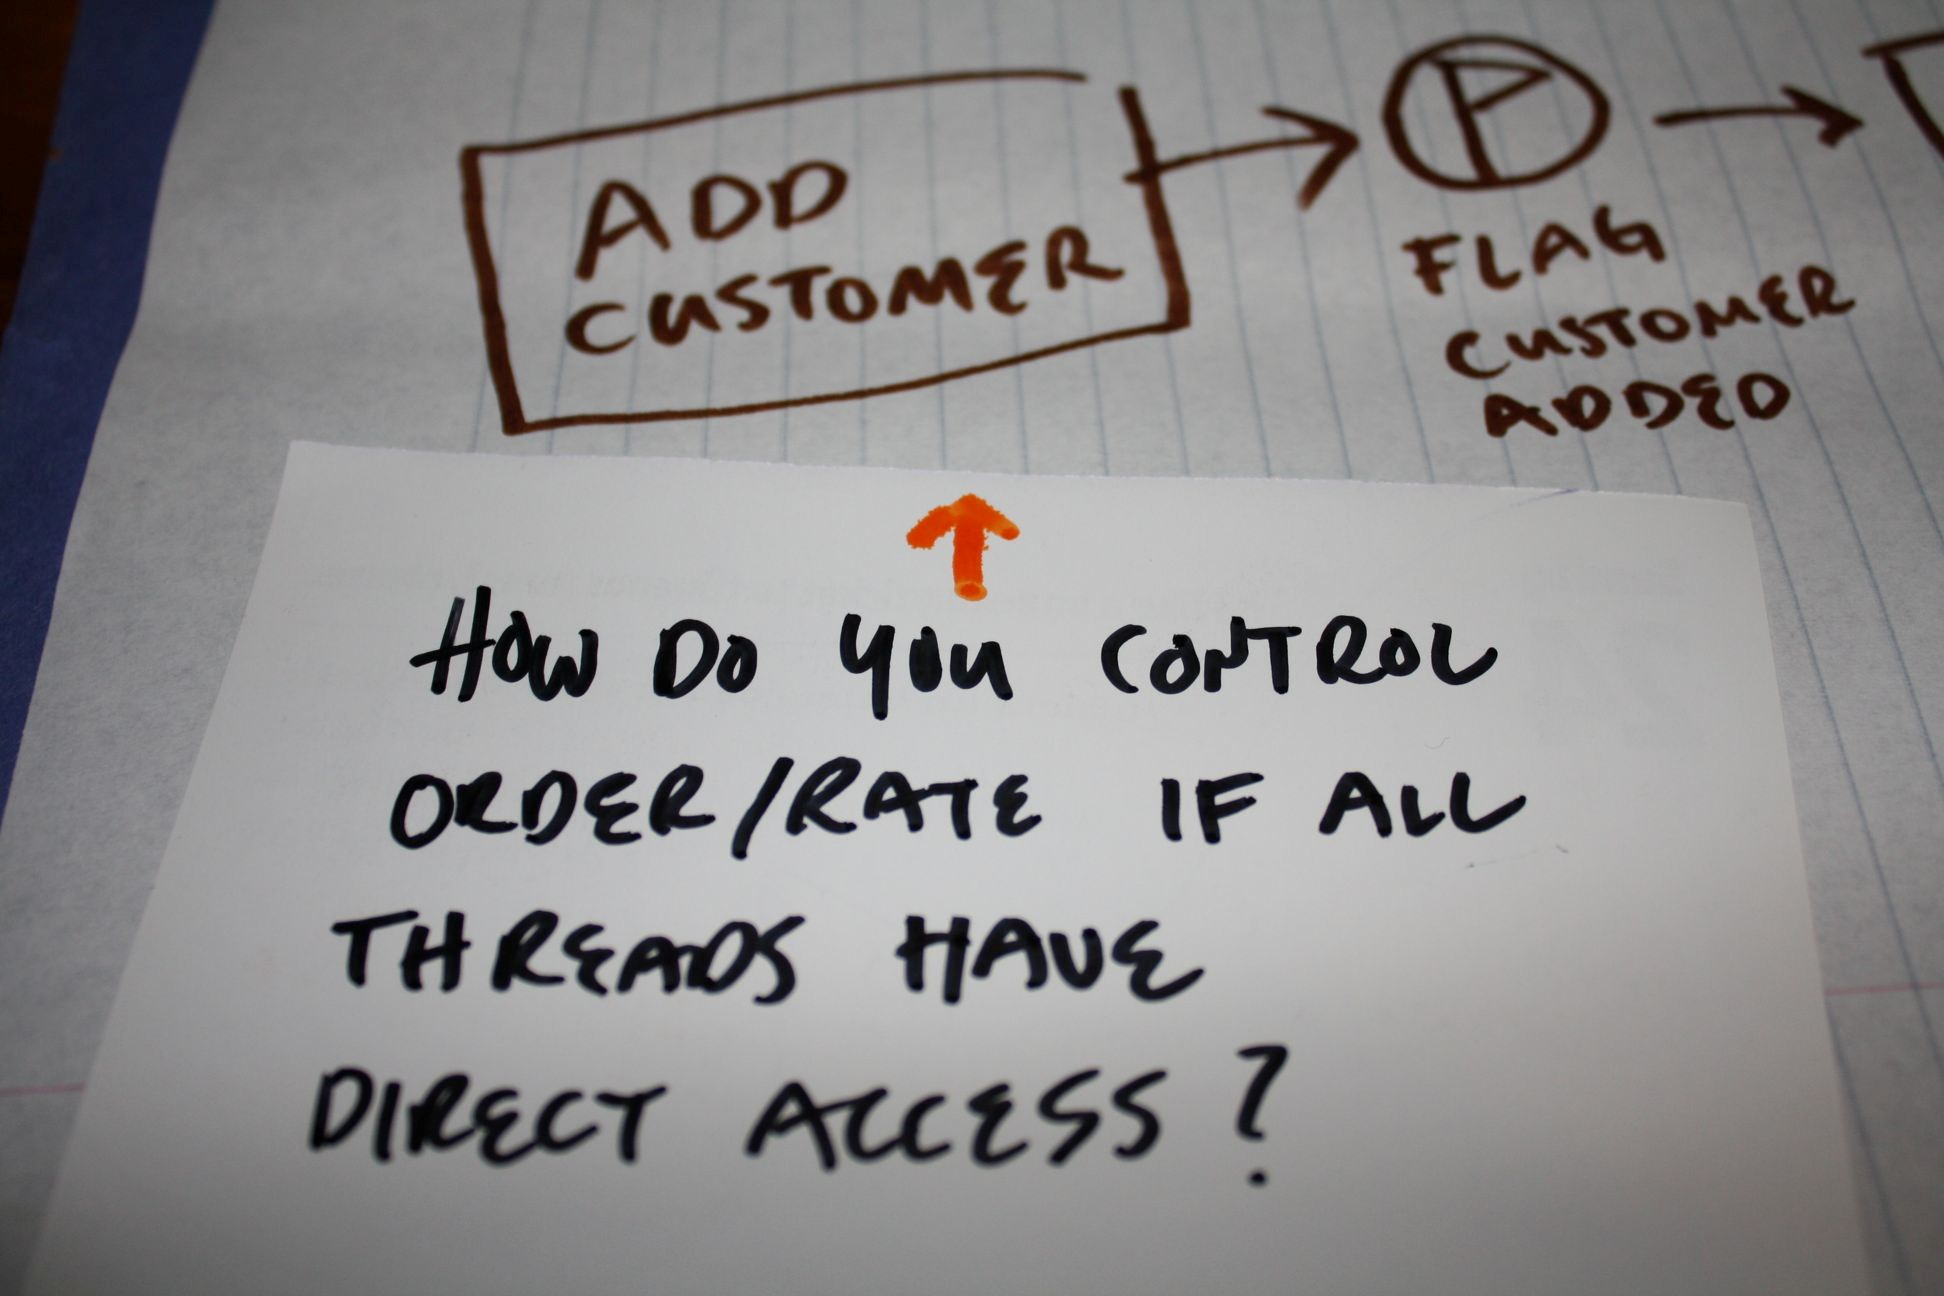 ADD
CUSTOMER
P
FLAG
CUSTOMER
ADDED
HOW DO YOU CONTROL
ORDER/RATE IF ALL
THREADS HAVE
DIRECT ACCESS?